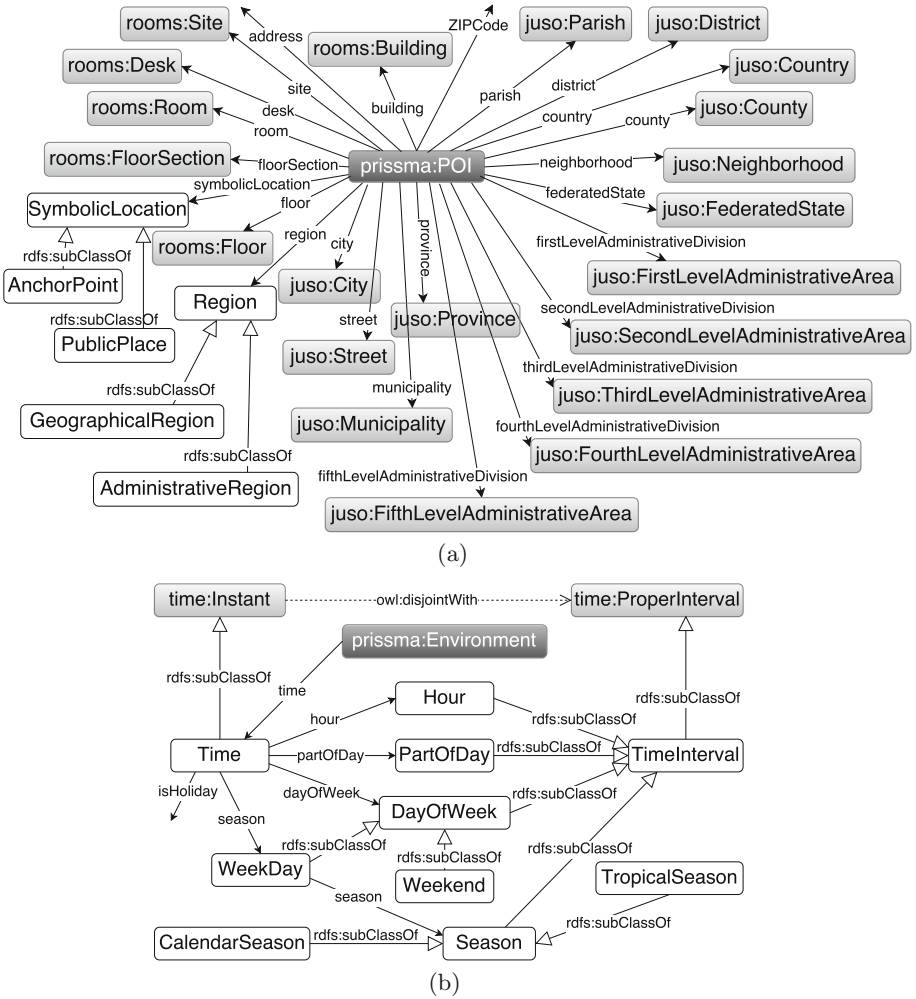 rooms:Site
address
ZIPCode
juso:Parish
juso:District
rooms:Building
rooms:Desk
site
juso:Country
district
parish
rooms:Room
desk
building
country
juso:County
county
room
rooms:FloorSection
floorSection
prissma:POI
neighborhood
juso:Neighborhood
symbolicLocation
federatedState
SymbolicLocation
floor
juso:FederatedState
region
city
province
firstLevelAdministrativeDivision
rdfs:subClassOf
rooms:Floor
AnchorPoint
juso:City
juso:FirstLevelAdministrativeArea
Region
secondLevelAdministrativeDivision
rdfs:subClassOf
street
juso:Province
juso:SecondLevelAdministrativeArea
PublicPlace
juso:Street
thirdLevelAdministrativeDivision
rdfs:subClassOf
municipality
juso:ThirdLevelAdministrativeArea
GeographicalRegion
juso:Municipality
fourthLevelAdministrativeDivision
rdfs:subClassOf
juso:FourthLevelAdministrativeArea
fifthLevelAdministrativeDivision
AdministrativeRegion
juso:FifthLevelAdministrativeArea
(a)
time:Instant
owl:disjointWith
time:ProperInterval
prissma:Environment
rdfs:subClassOf
time
rdfs:subClassOf
Hour
hour
rdfs:subClassOf
Time
partOfDay
PartOfDay
rdfs:subClassOf
TimeInterval
isHoliday
dayOfWeek
rdfs:subClassOf
season
DayOfWeek
rdfs:subClassOf
rdfs:subClassOf
rdfs:subClassOf
WeekDay
Weekend
TropicalSeason
season
rdfs:subClassOf
CalendarSeason
rdfs:subClassOf
Season
(b)